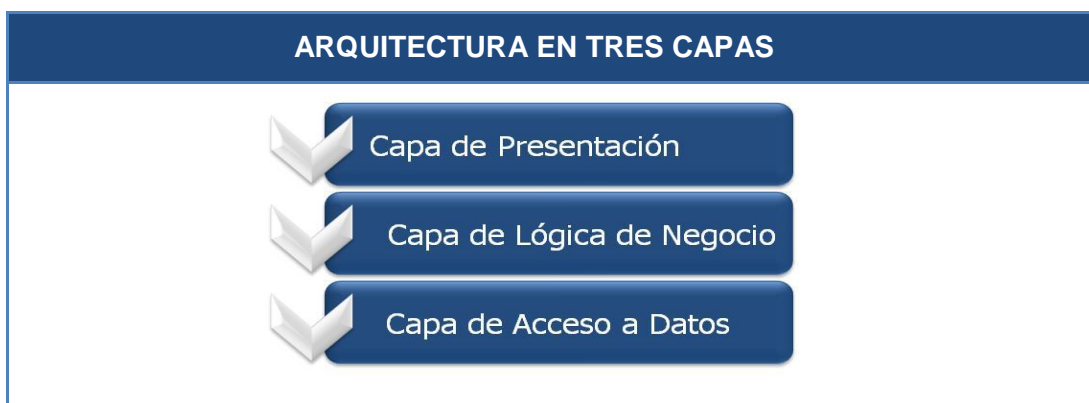 ARQUITECTURA EN TRES CAPAS
Capa de Presentación
Capa de Lógica de Negocio
Capa de Acceso a Datos